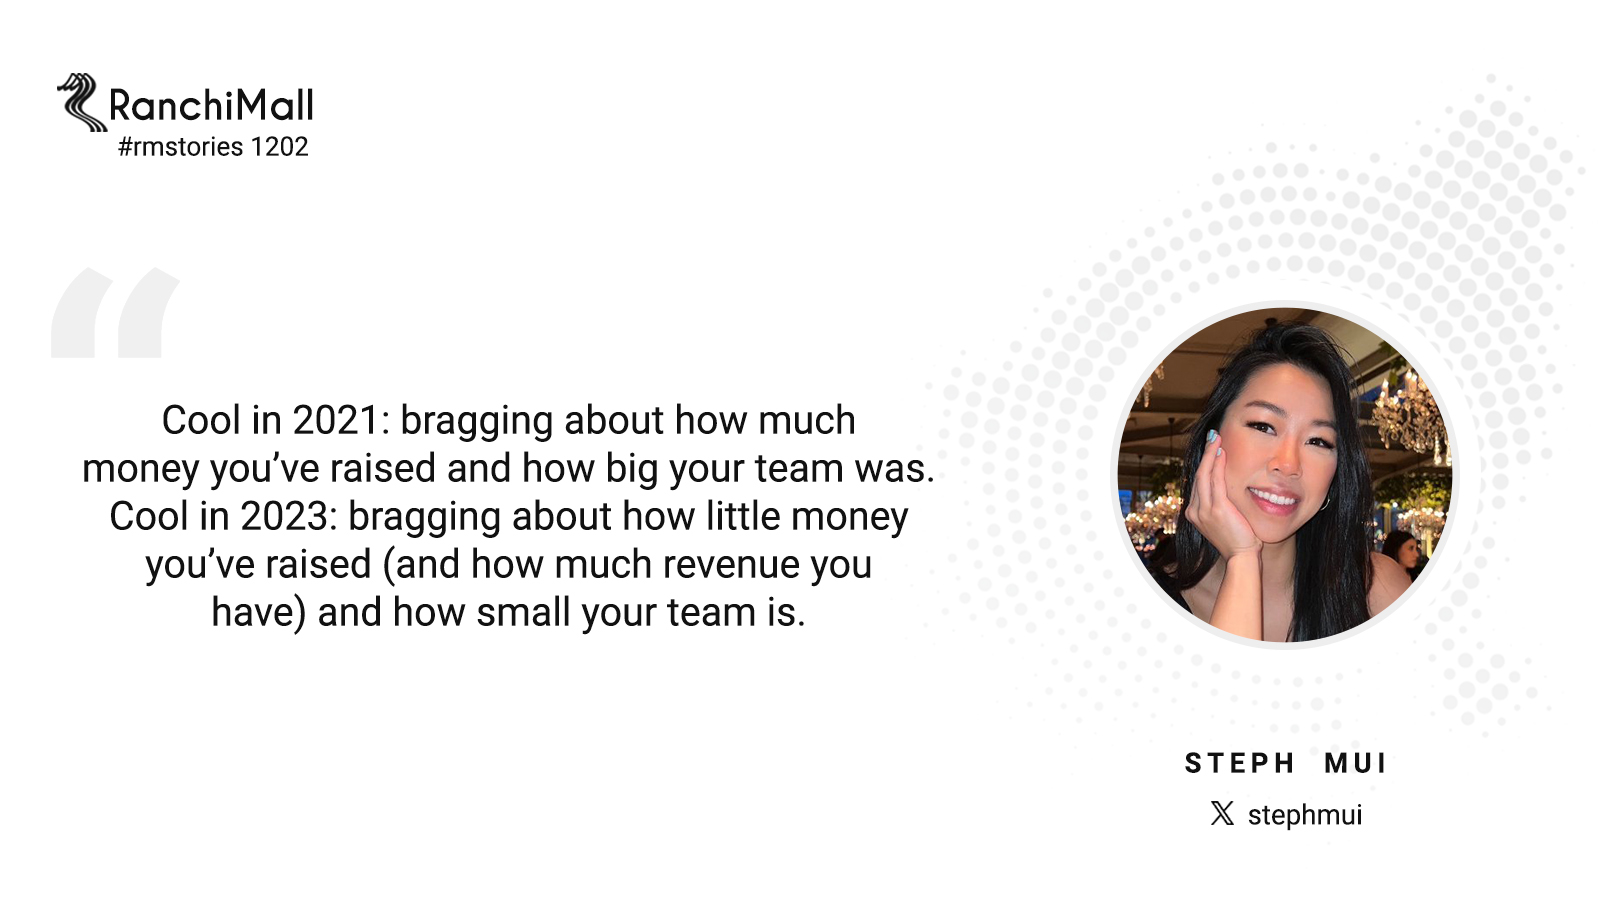 RanchiMall
#rmstories 1202
“
Cool in 2021: bragging about how much
money you’ve raised and how big your team was.
Cool in 2023: bragging about how little money
you’ve raised (and how much revenue you
have) and how small your team is.
STEPH MUI
𝕏 stephmui